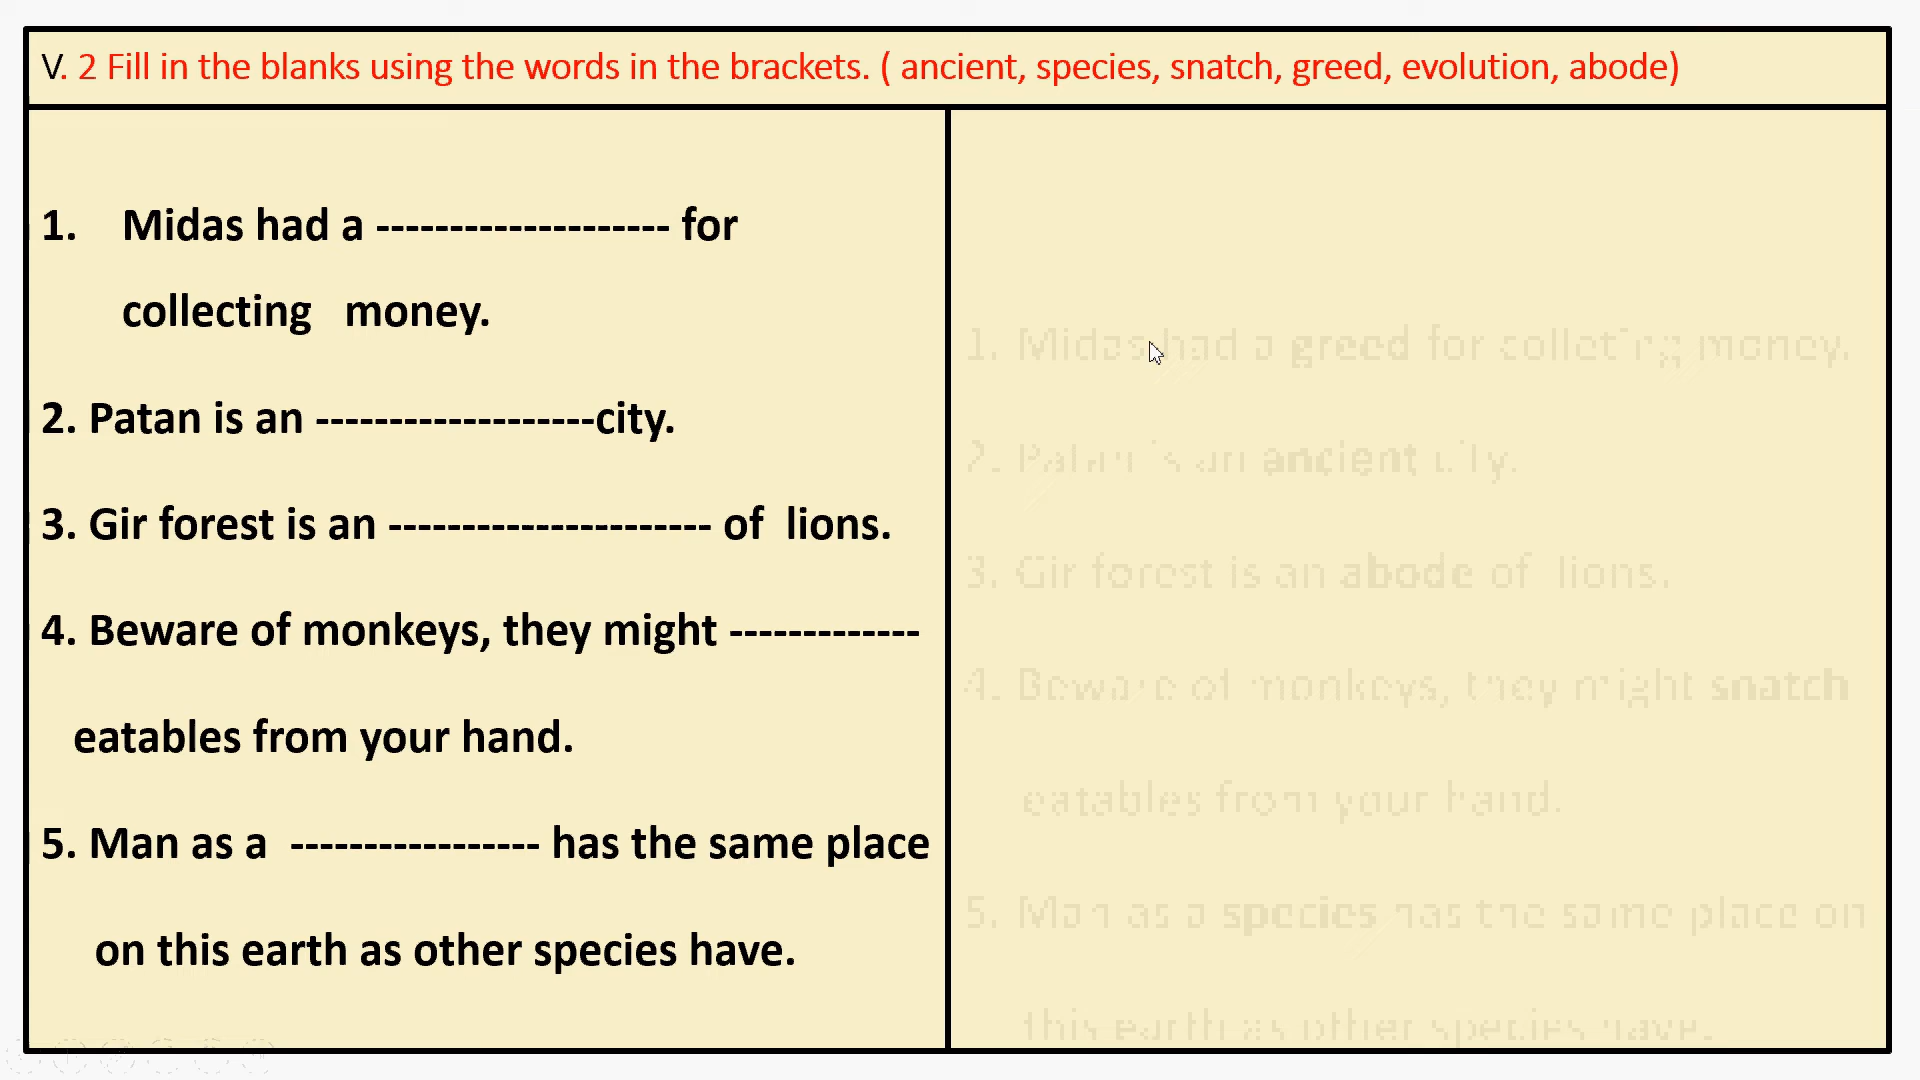 V. 2 Fill in the blanks using the words in the brackets. ( ancient, species, snatch, greed, evolution, abode)
1. Midas had a -------------------- for
collecting money.
2. Patan is an -------------------city.
3. Gir forest is an ---------------------- of lions.
4. Beware of monkeys, they might -------------
eatables from your hand.
5. Man as a ----------------- has the same place
on this earth as other species have.
1. Midas had a greed for colleting money.
2. Patan is an ancient city.
3. Gir forest is an abode of lions.
4. Beware of monkeys, they might snatch
eatables from your hand.
5. Man as a species has the same place on
this earth as other species have.